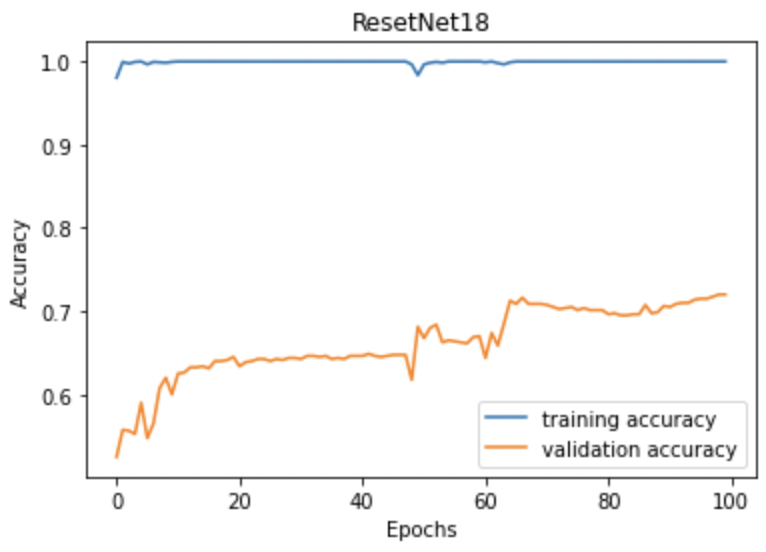 ResetNet18
1.0
0.9
0.8
0.7
0.6
Accuracy
training accuracy
validation accuracy
0 20 40 60 80 100
Epochs